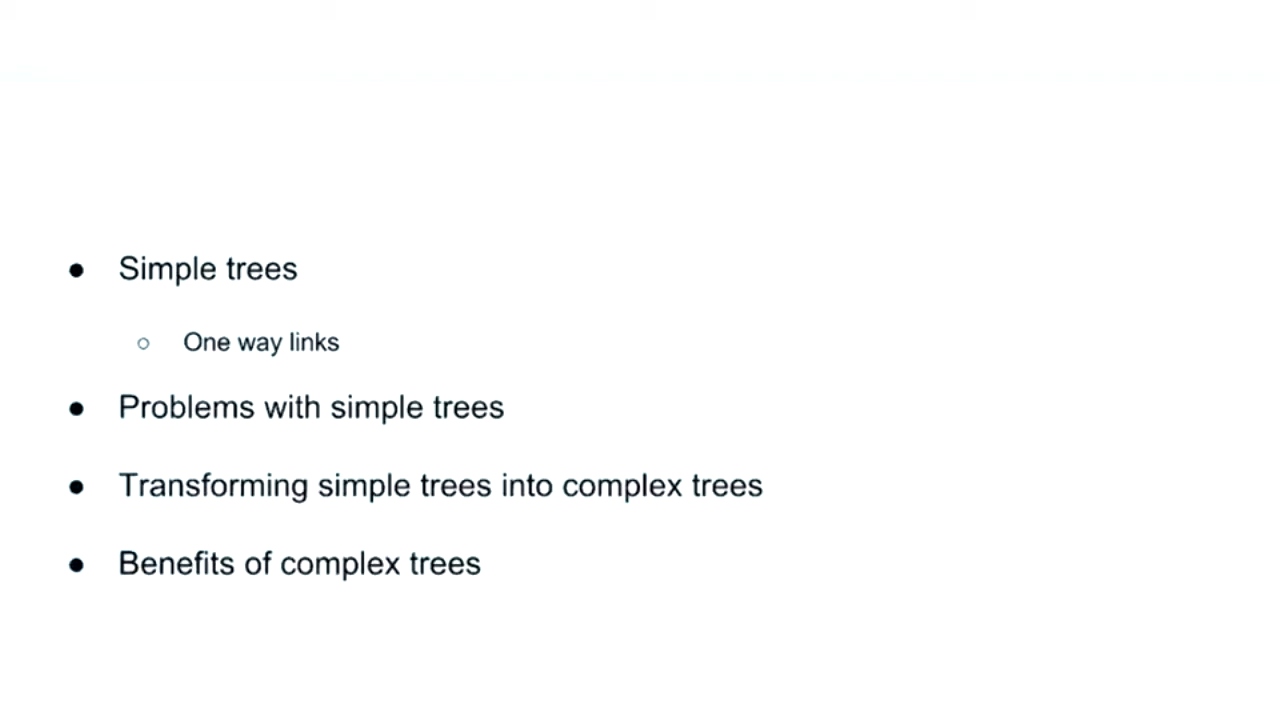 ● Simple trees
○ One way links
● Problems with simple trees
● Transforming simple trees into complex trees
● Benefits of complex trees